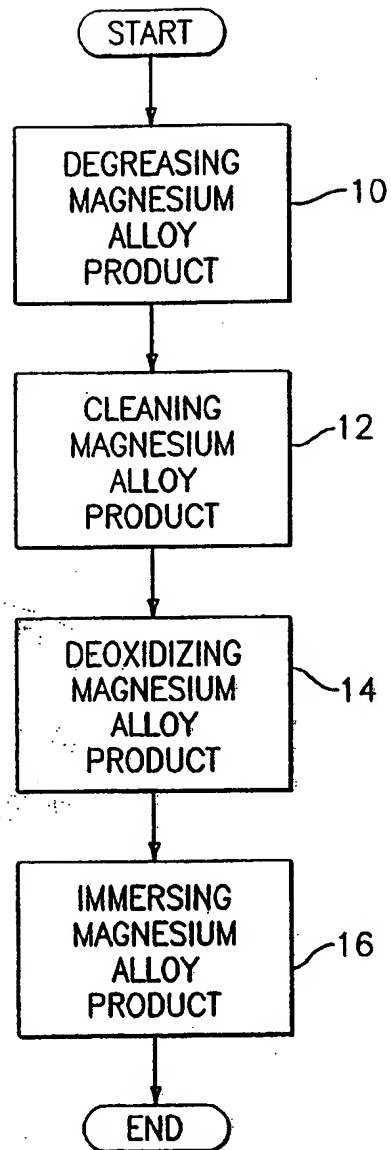 START
DEGREASING
MAGNESIUM
ALLOY
PRODUCT
10
CLEANING
MAGNESIUM
ALLOY
PRODUCT
12
DEOXIDIZING
MAGNESIUM
ALLOY
PRODUCT
14
IMMERSING
MAGNESIUM
ALLOY
PRODUCT
16
END